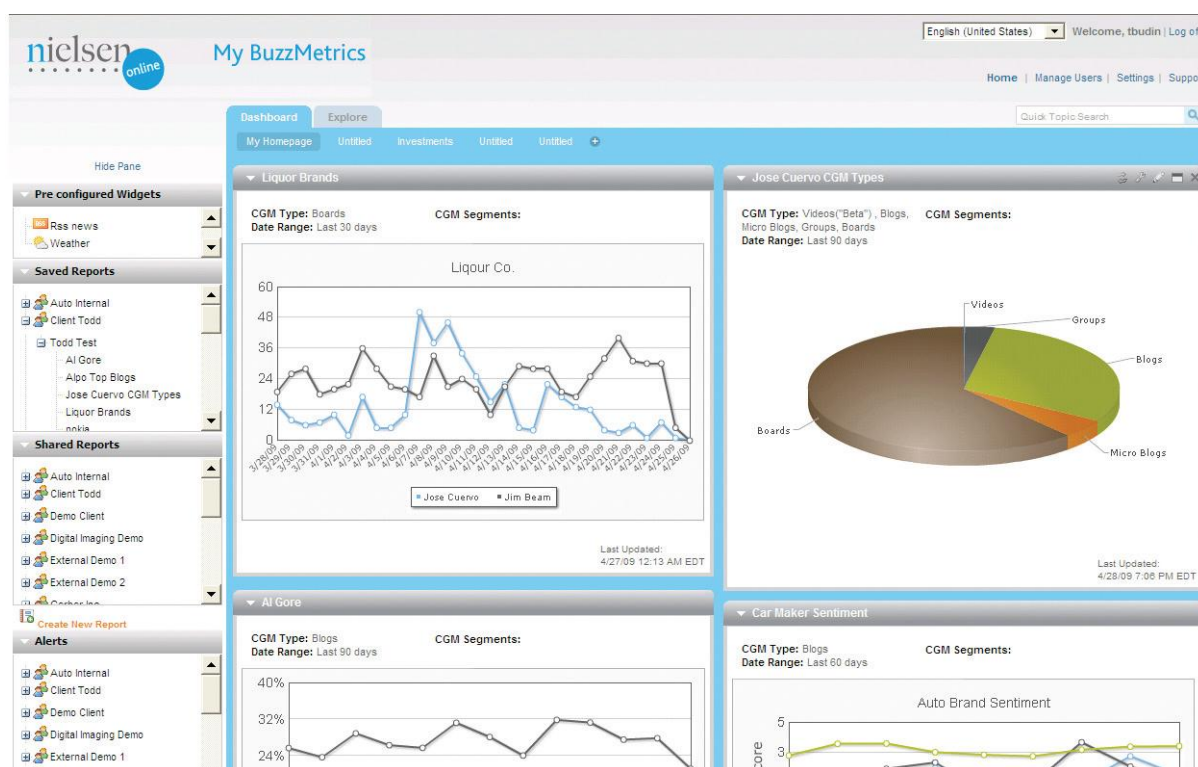 nielsen
online
My BuzzMetrics
English (United States)
Welcome, tbudin | Log of
Home | Manage Users | Settings | Suppo
Dashboard
Explore
Quick Topic Search
My Homepage
Untitled
Investments
Untitled
Untitled
Hide Pane
Pre configured Widgets
Rss news
Weather
Saved Reports
Auto Internal
Client Todd
Todd Test
Al Gore
Alpo Top Blogs
Jose Cuervo CGM Types
Liquor Brands
nokia
Shared Reports
Auto Internal
Client Todd
Demo Client
Digital Imaging Demo
External Demo 1
External Demo 2
Create New Report
Alerts
Auto Internal
Client Todd
Demo Client
Digital Imaging Demo
External Demo 1
Liquor Brands
CGM Type: Boards
CGM Segments:
Date Range: Last 30 days
Liqour Co.
60
48
36
24
12
0
Jose Cuervo
Jim Beam
Last Updated:
4/27/09 12:13 AM EDT
Jose Cuervo CGM Types
CGM Type: Videos("Beta") , Blogs,
Micro Blogs, Groups, Boards
CGM Segments:
Date Range: Last 90 days
Videos
Groups
Blogs
Boards
Micro Blogs
Last Updated:
4/28/09 7:06 PM EDT
Al Gore
CGM Type: Blogs
CGM Segments:
Date Range: Last 90 days
40%
32%
24%
Car Maker Sentiment
CGM Type: Blogs
CGM Segments:
Date Range: Last 60 days
Auto Brand Sentiment
5
3
core